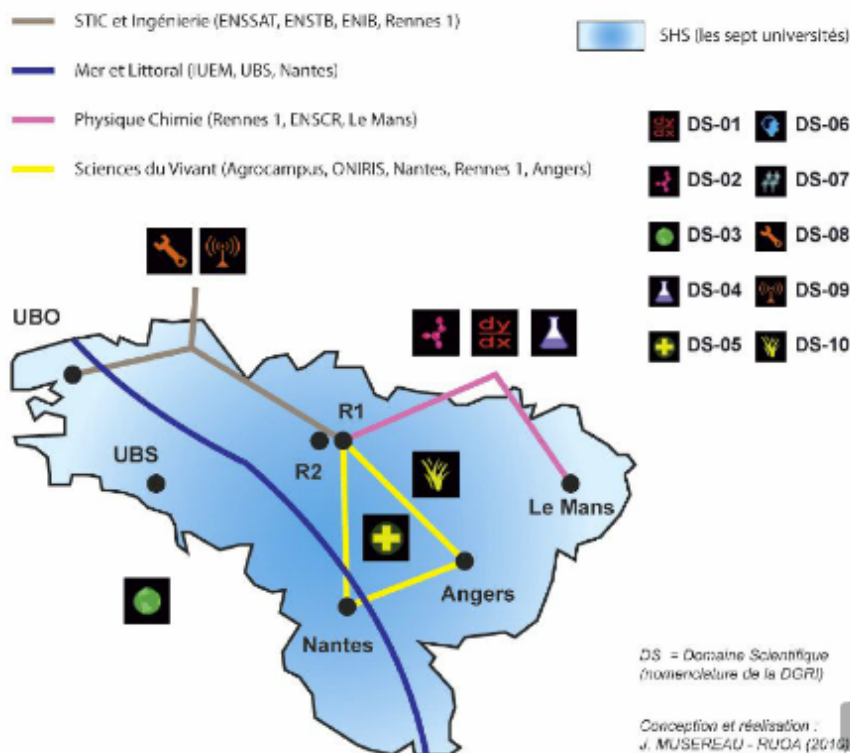 STIC et Ingénierie (ENSSAT, ENSTB, ENIB, Rennes 1)
SHS (les sept universités)
Mer et Littoral (IUEM, UBS, Nantes)
Physique Chimie (Rennes 1, ENSCR, Le Mans)
Sciences du Vivant (Agrocampus, ONIRIS, Nantes, Rennes 1, Angers)
dy
dx
DS-01
DS-06
DS-02
DS-07
DS-03
DS-08
DS-04
DS-09
DS-05
DS-10
UBO
dy
dx
R1
R2
UBS
Le Mans
Angers
Nantes
DS = Domaine Scientifique
(nomenclature de la DGRI)
Conception et réalisation :
J. MUSEREAU - RUOA (2010)